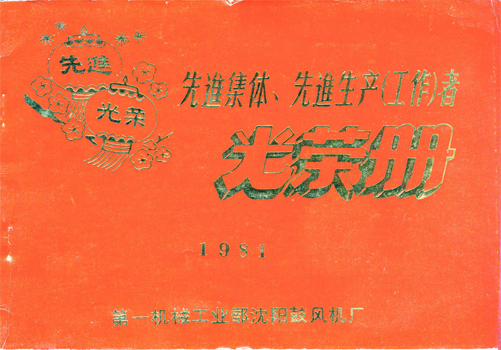 先進
光荣
先進集体、先進生产(工作)者
光荣册
1981
第一机械工业部沈阳鼓风机厂